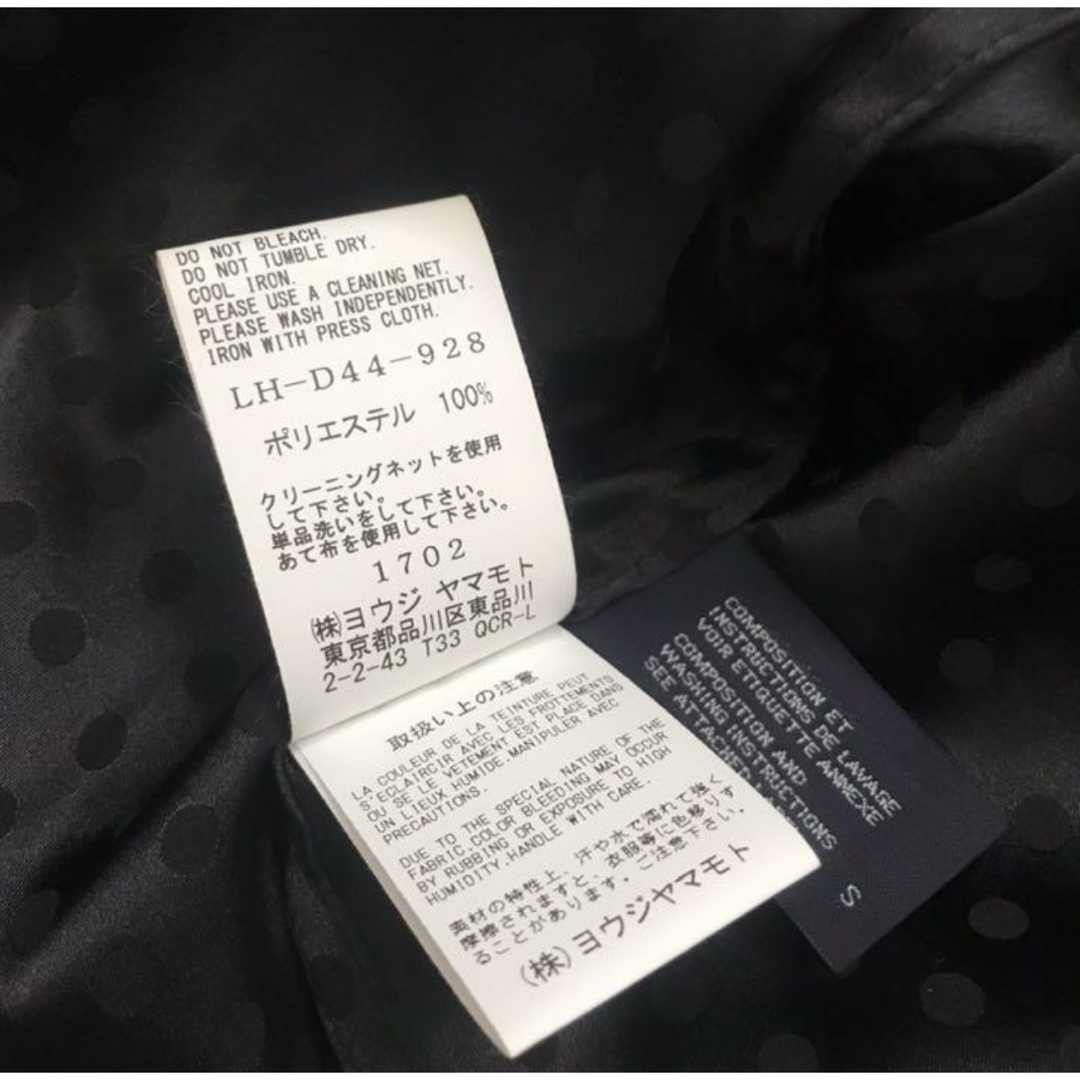 DO NOT BLEACH.
DO NOT TUMBLE DRY.
COOL IRON.
PLEASE USE A CLEANING NET.
PLEASE WASH INDEPENDENTLY.
IRON WITH PRESS CLOTH.
LH-D44-928
ポリエステル 100%
クリーニングネットを使用
して下さい。
単品洗いをして下さい。
あて布を使用して下さい。
1702
(株)ヨウジ ヤマモト
東京都品川区東品川
2-2-43 T33 QCR-L
取扱い上の注意
LA COULEUR DE LA TEINTURE PEUT
S'ECLAIRCIR AVEC LES FROTTEMENTS
OU SE LE VETEMENT EST PLACE DANS
UN LIEUX HUMIDE.MANIPULER AVEC
PRECAUTIONS.
DUE TO THE SPECIAL NATURE OF THE
FABRIC,COLOR BLEEDING MAY OCCUR
BY RUBBING OR EXPOSURE TO HIGH
HUMIDITY.HANDLE WITH CARE.
素材の特性上、汗や水で濡れて強く
摩擦されますと、衣服等に色移りす
ることがあります。ご注意下さい。
(株)ヨウジヤマモト
COMPOSITION ET
INSTRUCTIONS DE LAVAGE
VOIR ETIQUETTE ANNEXE
COMPOSITION AND
WASHING INSTRUCTIONS
SEE ATTACHED
S